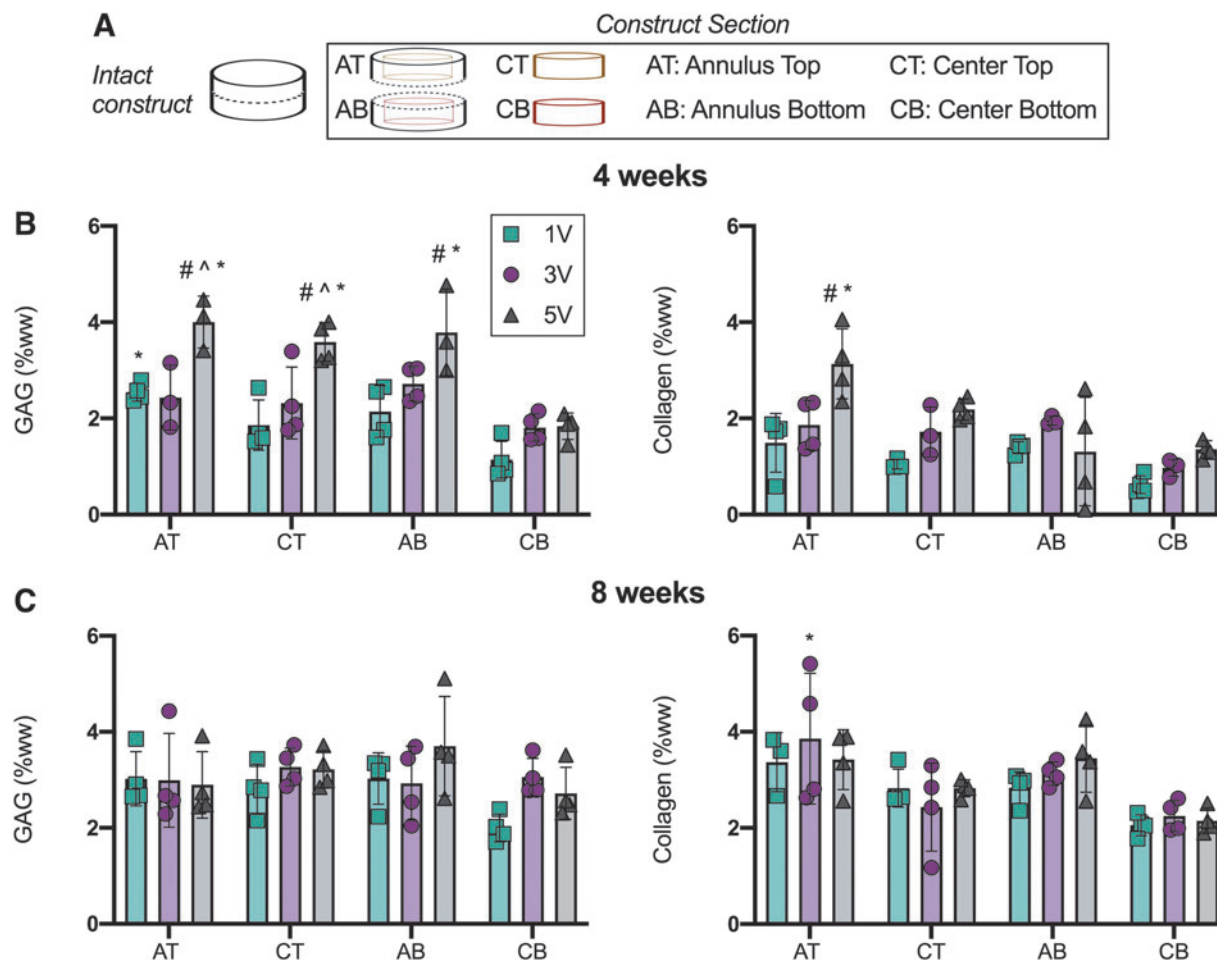 A
Construct Section
Intact construct
AT CT AT: Annulus Top CT: Center Top
AB CB AB: Annulus Bottom CB: Center Bottom
4 weeks
B
GAG (%ww)
6
4
2
0
# ^ *
# ^ *
# *
*
1V
3V
5V
AT CT AB CB
Collagen (%ww)
6
4
2
0
# *
AT CT AB CB
8 weeks
C
GAG (%ww)
6
4
2
0
AT CT AB CB
Collagen (%ww)
6
4
2
0
*
AT CT AB CB